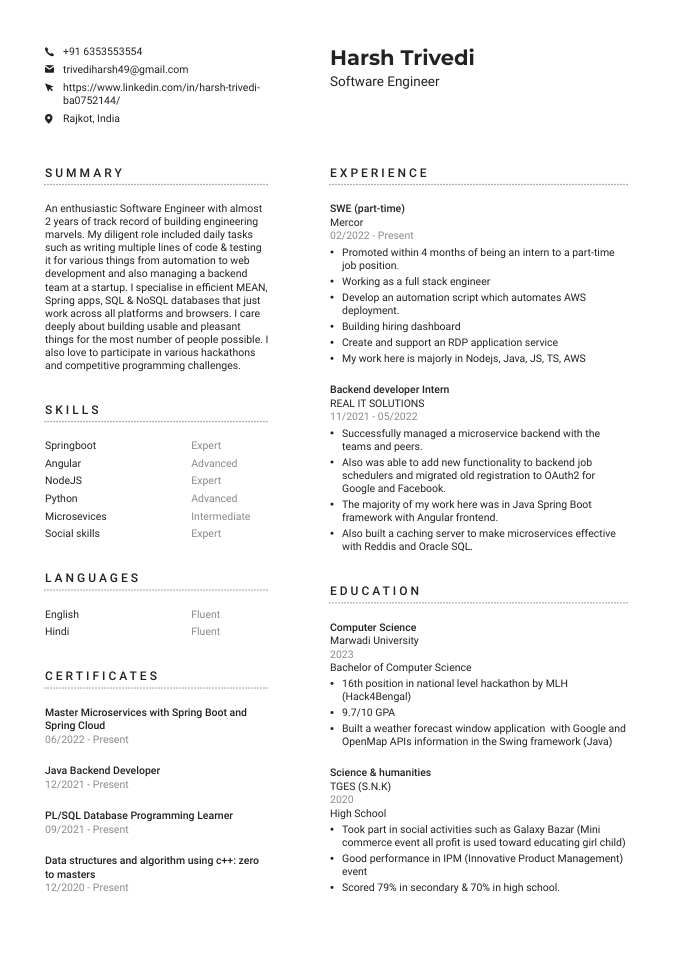 +91 6353553554
trivediharsh49@gmail.com
https://www.linkedin.com/in/harsh-trivedi-
ba0752144/
Rajkot, India
Harsh Trivedi
Software Engineer
SUMMARY
An enthusiastic Software Engineer with almost
2 years of track record of building engineering
marvels. My diligent role included daily tasks
such as writing multiple lines of code & testing
it for various things from automation to web
development and also managing a backend
team at a startup. I specialise in efficient MEAN,
Spring apps, SQL & NoSQL databases that just
work across all platforms and browsers. I care
deeply about building usable and pleasant
things for the most number of people possible. I
also love to participate in various hackathons
and competitive programming challenges.
SKILLS
Springboot Expert
Angular Advanced
NodeJS Expert
Python Advanced
Microsevices Intermediate
Social skills Expert
LANGUAGES
English Fluent
Hindi Fluent
CERTIFICATES
Master Microservices with Spring Boot and
Spring Cloud
06/2022 - Present
Java Backend Developer
12/2021 - Present
PL/SQL Database Programming Learner
09/2021 - Present
Data structures and algorithm using c++: zero
to masters
12/2020 - Present
EXPERIENCE
SWE (part-time)
Mercor
02/2022 - Present
• Promoted within 4 months of being an intern to a part-time
job position.
• Working as a full stack engineer
• Develop an automation script which automates AWS
deployment.
• Building hiring dashboard
• Create and support an RDP application service
• My work here is majorly in Nodejs, Java, JS, TS, AWS
Backend developer Intern
REAL IT SOLUTIONS
11/2021 - 05/2022
• Successfully managed a microservice backend with the
teams and peers.
• Also was able to add new functionality to backend job
schedulers and migrated old registration to OAuth2 for
Google and Facebook.
• The majority of my work here was in Java Spring Boot
framework with Angular frontend.
• Also built a caching server to make microservices effective
with Reddis and Oracle SQL.
EDUCATION
Computer Science
Marwadi University
2023
Bachelor of Computer Science
• 16th position in national level hackathon by MLH
(Hack4Bengal)
• 9.7/10 GPA
• Built a weather forecast window application with Google and
OpenMap APIs information in the Swing framework (Java)
Science & humanities
TGES (S.N.K)
2020
High School
• Took part in social activities such as Galaxy Bazar (Mini
commerce event all profit is used toward educating girl child)
• Good performance in IPM (Innovative Product Management)
event
• Scored 79% in secondary & 70% in high school.